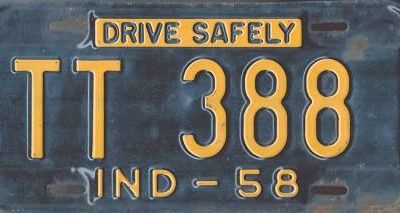 DRIVE SAFELY
TT 388
IND - 58